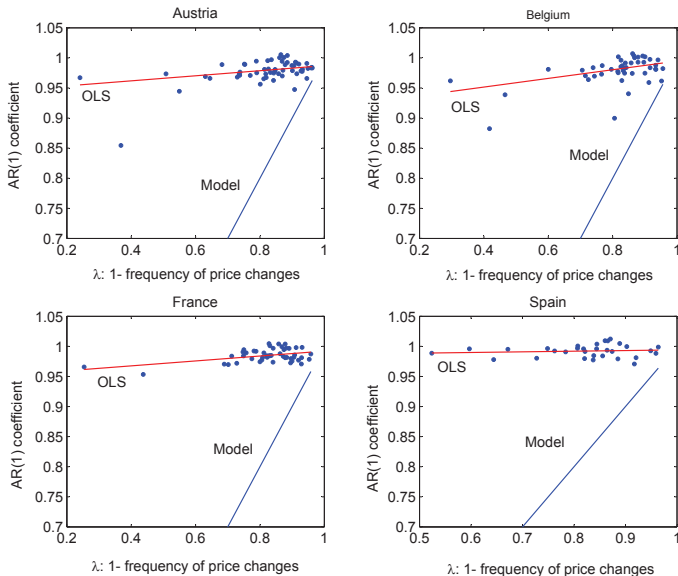 Austria
1.05
1
0.95
0.9
0.85
0.8
0.75
0.7
AR(1) coefficient
OLS
Model
0.2 0.4 0.6 0.8 1
λ: 1- frequency of price changes
Belgium
1.05
1
0.95
0.9
0.85
0.8
0.75
0.7
AR(1) coefficient
OLS
Model
0.2 0.4 0.6 0.8 1
λ: 1- frequency of price changes
France
1.05
1
0.95
0.9
0.85
0.8
0.75
0.7
AR(1) coefficient
OLS
Model
0.2 0.4 0.6 0.8 1
λ: 1- frequency of price changes
Spain
1.05
1
0.95
0.9
0.85
0.8
0.75
0.7
AR(1) coefficient
OLS
Model
0.5 0.6 0.7 0.8 0.9 1
λ: 1- frequency of price changes